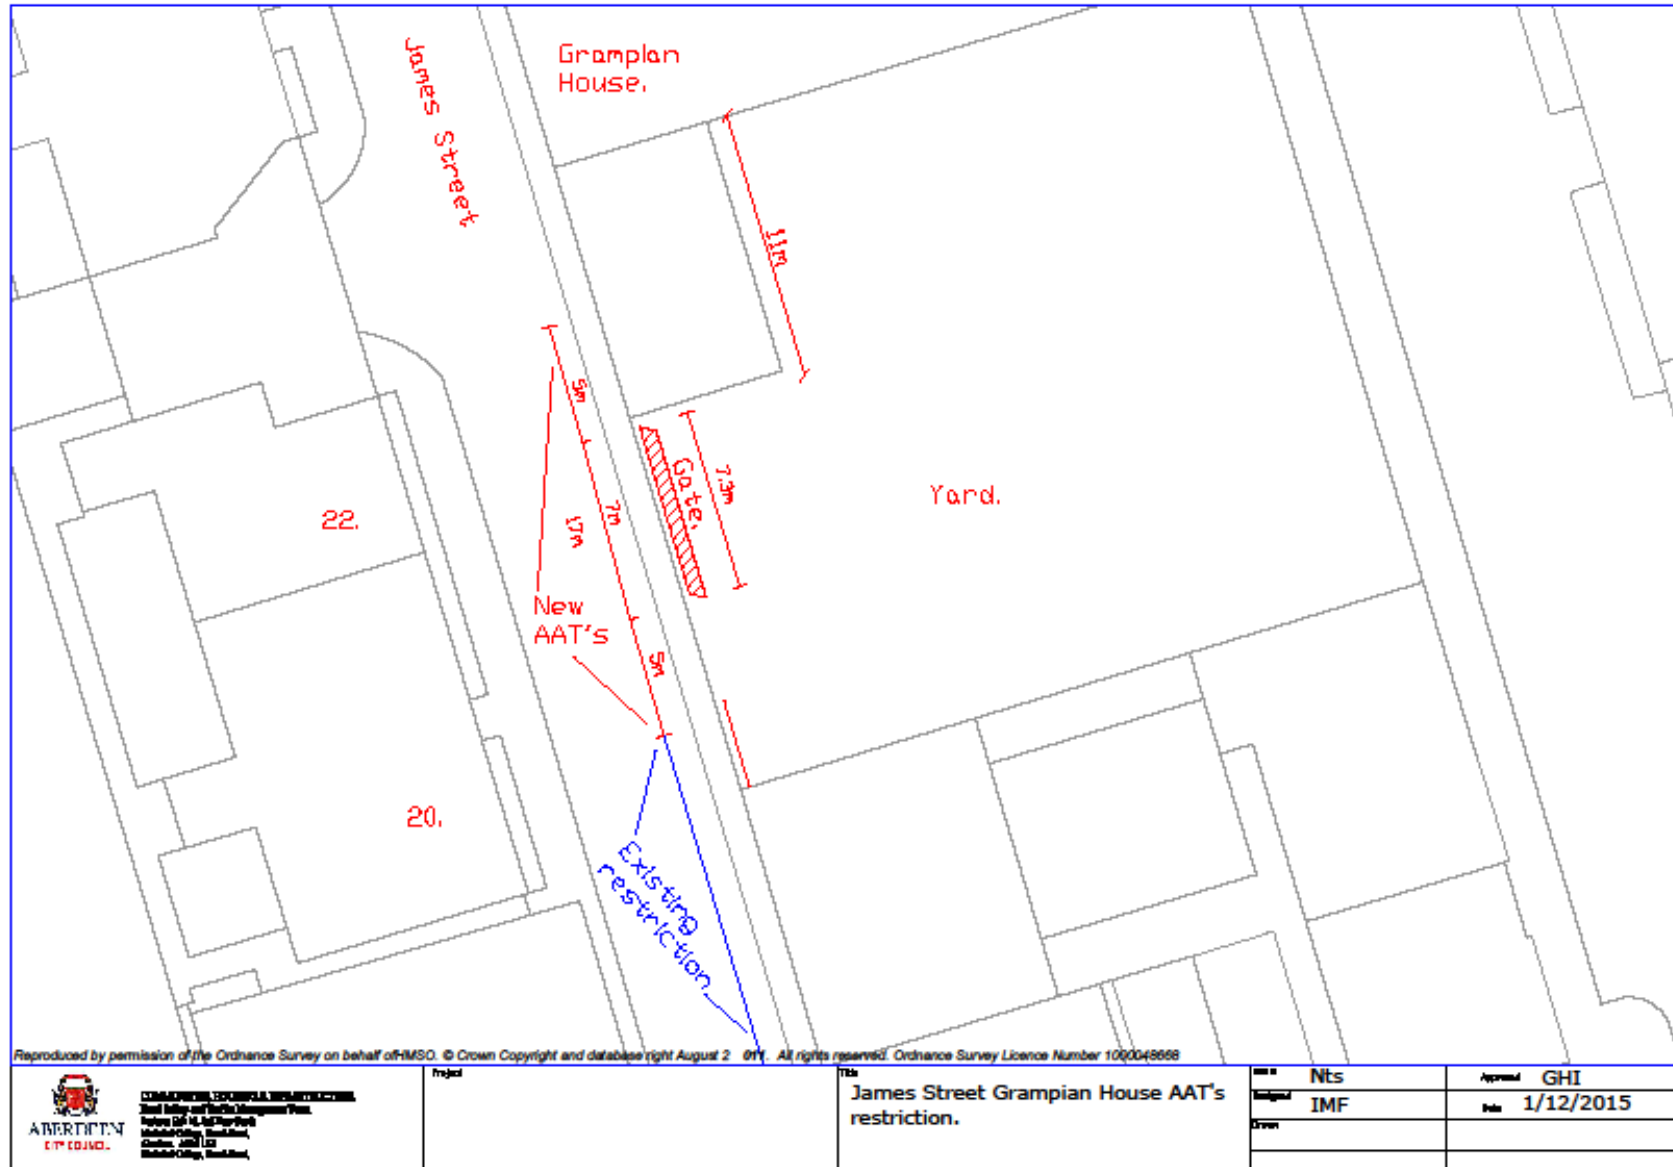 James Street
Grampian
House.
11m
5m
Gate.
7.3m
7m
17m
Yard.
22.
New
AAT's
5m
20.
Existing
restriction
Reproduced by permission of the Ordnance Survey on behalf of HMSO. © Crown Copyright and database right August 2 011. All rights reserved. Ordnance Survey Licence Number 1000048668
ABERDEEN
CITY COUNCIL
Project
Title
James Street Grampian House AAT's
restriction.
Nts
Approved GHI
Designed IMF
Date 1/12/2015
Drawn